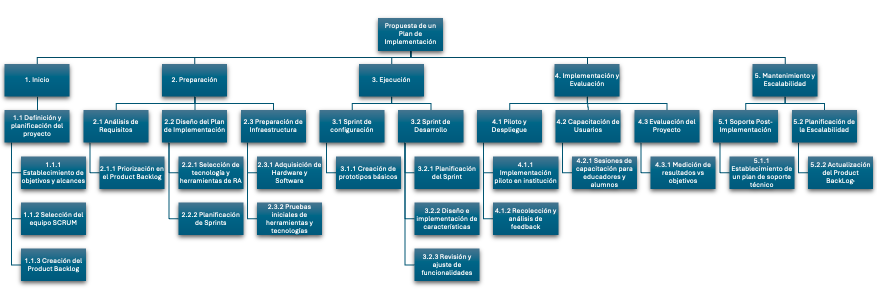 Propuesta de un
Plan de
Implementación
1. Inicio
2. Preparación
3. Ejecución
4. Implementación y
Evaluación
5. Mantenimiento y
Escalabilidad
1.1 Definición y
planificación del
proyecto
2.1 Análisis de
Requisitos
2.2 Diseño del Plan
de Implementación
2.3 Preparación de
Infraestructura
3.1 Sprint de
configuración
3.2 Sprint de
Desarrollo
4.1 Piloto y
Despliegue
4.2 Capacitación de
Usuarios
4.3 Evaluación del
Proyecto
5.1 Soporte Post-
Implementación
5.2 Planificación de
la Escalabilidad
1.1.1
Establecimiento de
objetivos y alcances
2.1.1 Priorización en
el Product Backlog
2.2.1 Selección de
tecnología y
herramientas de RA
2.3.1 Adquisición de
Hardware y
Software
3.1.1 Creación de
prototipos básicos
3.2.1 Planificación
del Sprint
4.1.1
Implementación
piloto en institución
4.2.1 Sesiones de
capacitación para
educadores y
alumnos
4.3.1 Medición de
resultados vs
objetivos
5.1.1
Establecimiento de
un plan de soporte
técnico
5.2.2 Actualización
del Product
BackLog
1.1.2 Selección del
equipo SCRUM
2.2.2 Planificación
de Sprints
2.3.2 Pruebas
iniciales de
herramientas y
tecnologías
3.2.2 Diseño e
implementación de
características
4.1.2 Recolección y
análisis de
feedback
1.1.3 Creación del
Product Backlog
3.2.3 Revisión y
ajuste de
funcionalidades